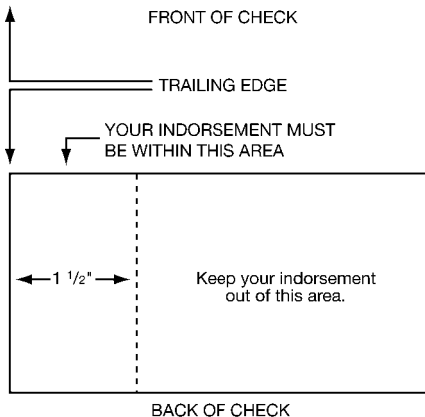 FRONT OF CHECK
TRAILING EDGE
YOUR INDORSEMENT MUST
BE WITHIN THIS AREA
1 1/2"
Keep your indorsement
out of this area.
BACK OF CHECK